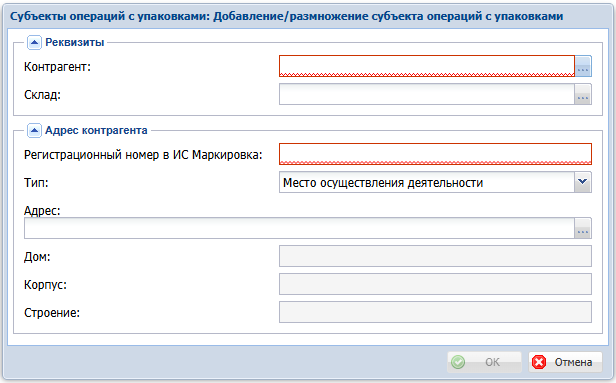 Субъекты операций с упаковками: Добавление/размножение субъекта операций с упаковками
Реквизиты
Контрагент:
...
Склад:
...
Адрес контрагента
Регистрационный номер в ИС Маркировка:
Тип: Место осуществления деятельности
Адрес:
...
Дом:
Корпус:
Строение:
ОК Отмена